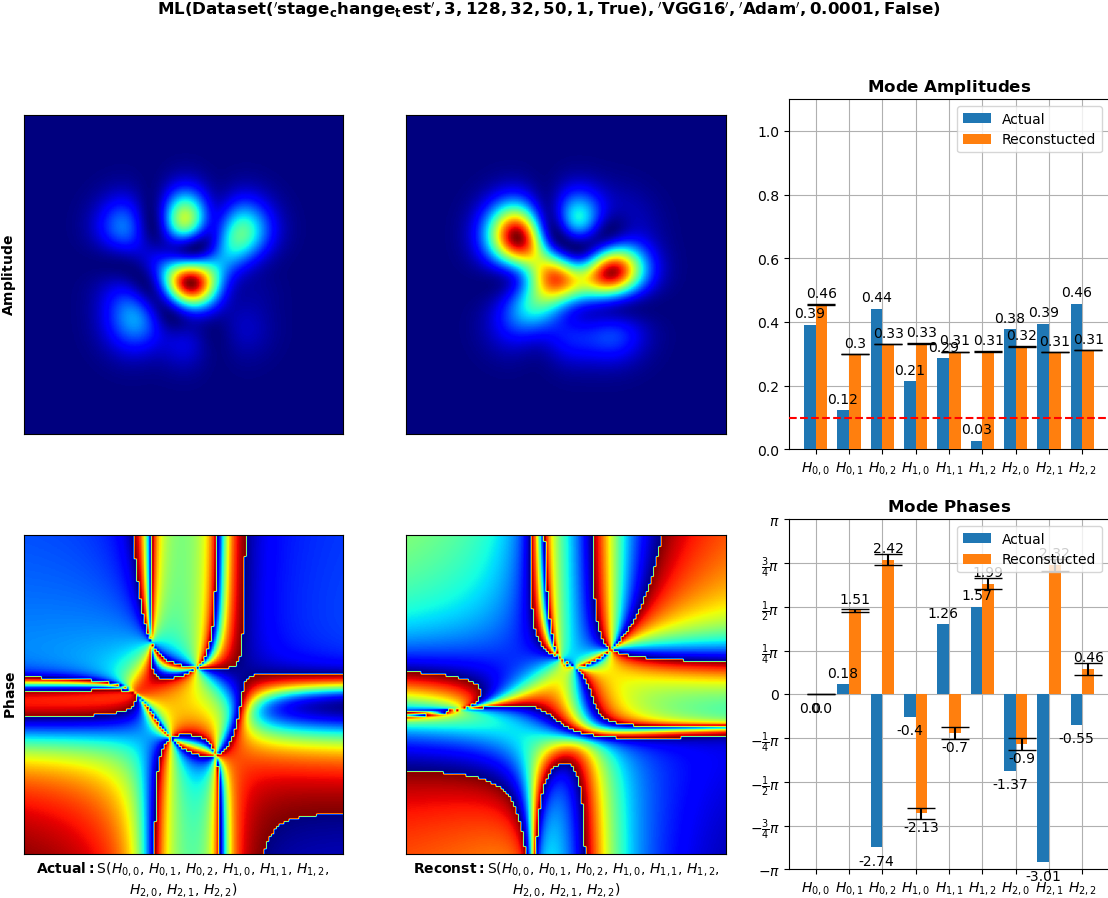 ML(Dataset('stage_change_test', 3, 128, 32, 50, 1, True), 'VGG16', 'Adam', 0.0001, False)
Mode Amplitudes
Actual
Reconstucted
1.0
0.8
0.6
0.4
0.2
0.0
0.39 0.46 0.12 0.3 0.44 0.33 0.21 0.33 0.29 0.31 0.03 0.31 0.38 0.32 0.39 0.31 0.46 0.31
H0,0 H0,1 H0,2 H1,0 H1,1 H1,2 H2,0 H2,1 H2,2
Amplitude
Mode Phases
Actual
Reconstucted
π
3/4π
1/2π
1/4π
0
−1/4π
−1/2π
−3/4π
−π
0.0 0.0 0.18 1.51 -2.74 2.42 -0.4 -2.13 1.26 -0.7 1.57 1.99 -1.37 -0.9 -3.01 2.32 -0.55 0.46
H0,0 H0,1 H0,2 H1,0 H1,1 H1,2 H2,0 H2,1 H2,2
Phase
Actual: S(H0,0, H0,1, H0,2, H1,0, H1,1, H1,2,
H2,0, H2,1, H2,2)
Reconst: S(H0,0, H0,1, H0,2, H1,0, H1,1, H1,2,
H2,0, H2,1, H2,2)